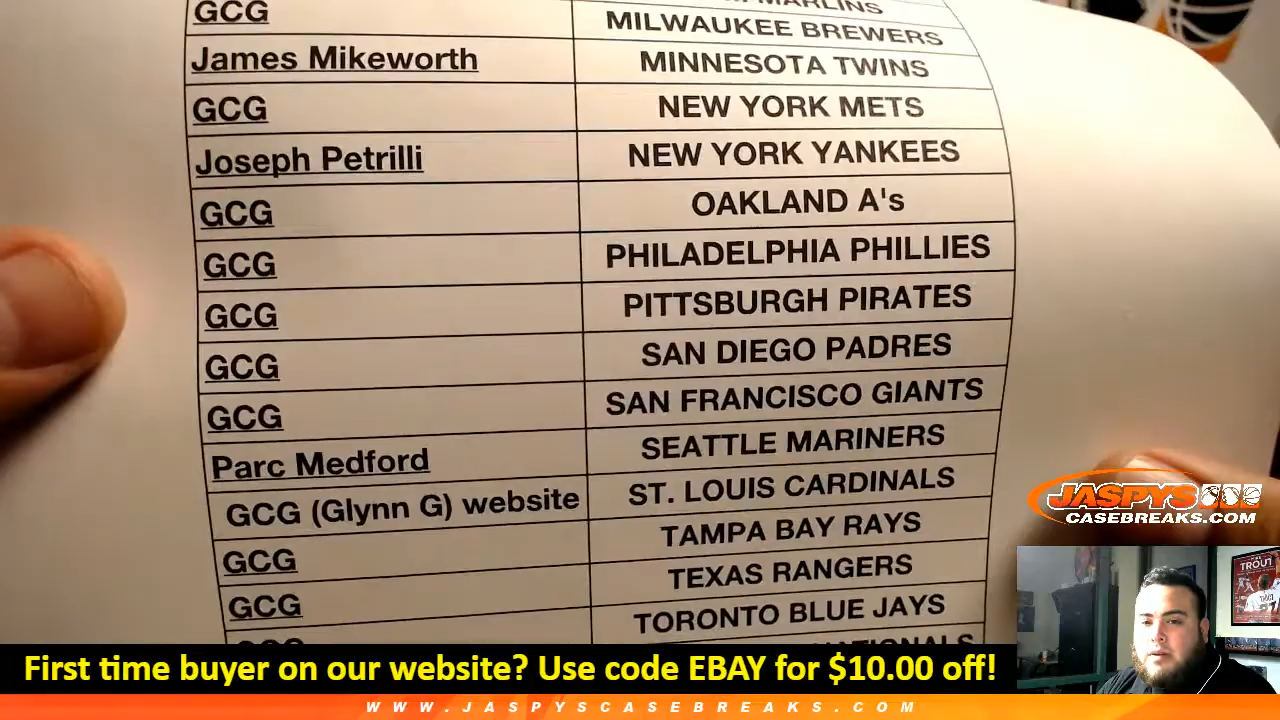 MARLINS
GCG MILWAUKEE BREWERS
James Mikeworth MINNESOTA TWINS
GCG NEW YORK METS
Joseph Petrilli NEW YORK YANKEES
GCG OAKLAND A's
GCG PHILADELPHIA PHILLIES
GCG PITTSBURGH PIRATES
GCG SAN DIEGO PADRES
GCG SAN FRANCISCO GIANTS
Parc Medford SEATTLE MARINERS
GCG (Glynn G) website ST. LOUIS CARDINALS
GCG TAMPA BAY RAYS
GCG TEXAS RANGERS
GCG TORONTO BLUE JAYS
NATIONALS
JASPYS
CASEBREAKS.COM
TROUT
First time buyer on our website? Use code EBAY for $10.00 off!
WWW.JASPYSCASEBREAKS.COM